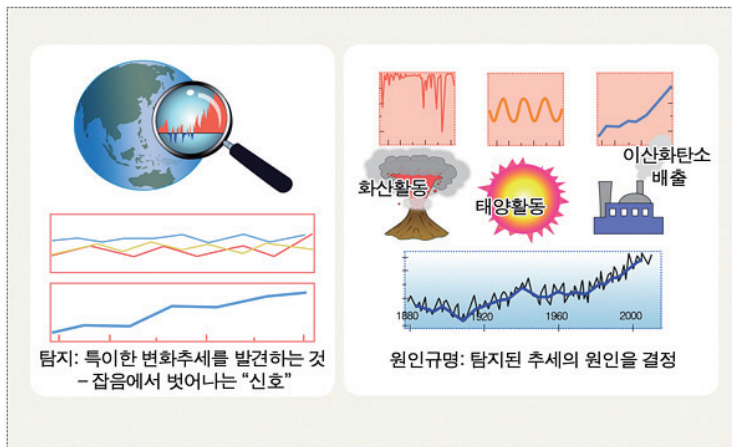 탐지: 특이한 변화추세를 발견하는 것
– 잡음에서 벗어나는 “신호”
화산활동
태양활동
이산화탄소
배출
1880 1920 1960 2000
원인규명: 탐지된 추세의 원인을 결정